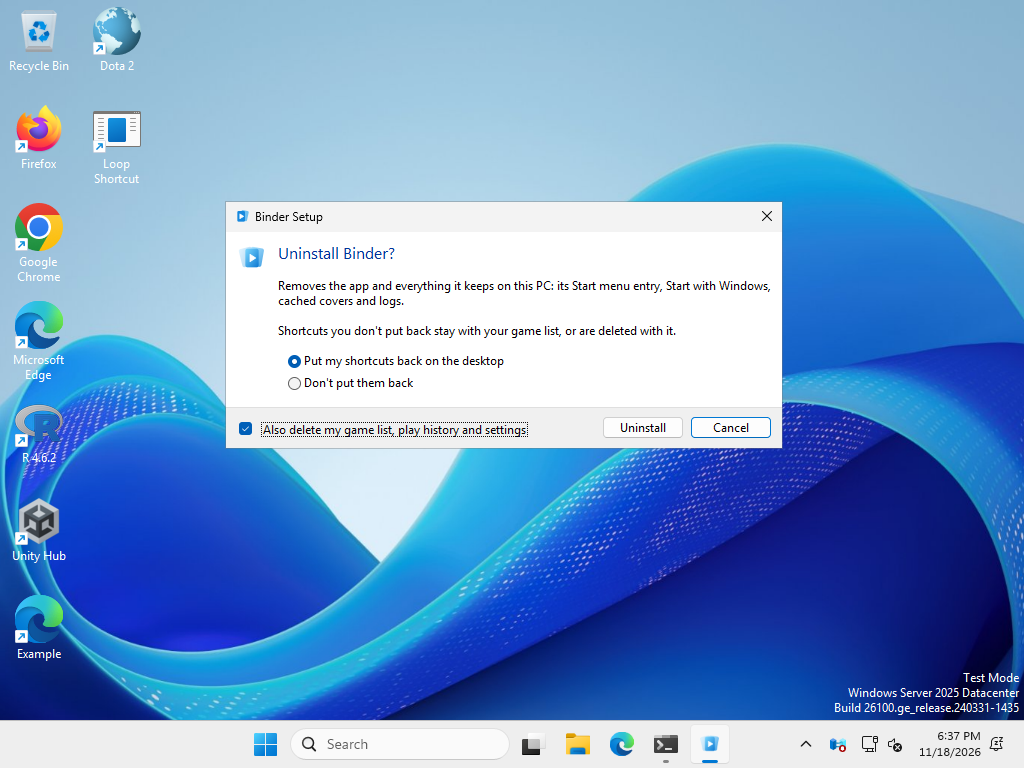 Recycle Bin
Dota 2
Firefox
Loop
Shortcut
Google
Chrome
Microsoft
Edge
R 4.6.2
Unity Hub
Example
Binder Setup
Uninstall Binder?
Removes the app and everything it keeps on this PC: its Start menu entry, Start with Windows,
cached covers and logs.
Shortcuts you don't put back stay with your game list, or are deleted with it.
Put my shortcuts back on the desktop
Don't put them back
Also delete my game list, play history and settings
Uninstall
Cancel
Test Mode
Windows Server 2025 Datacenter
Build 26100.ge_release.240331-1435
Search
6:37 PM
11/18/2026